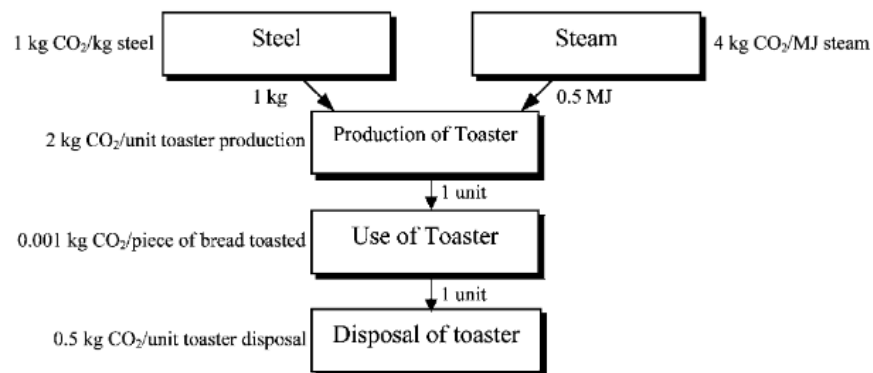 1 kg CO₂/kg steel
Steel
Steam
4 kg CO₂/MJ steam
1 kg
0.5 MJ
2 kg CO₂/unit toaster production
Production of Toaster
1 unit
0.001 kg CO₂/piece of bread toasted
Use of Toaster
1 unit
0.5 kg CO₂/unit toaster disposal
Disposal of toaster